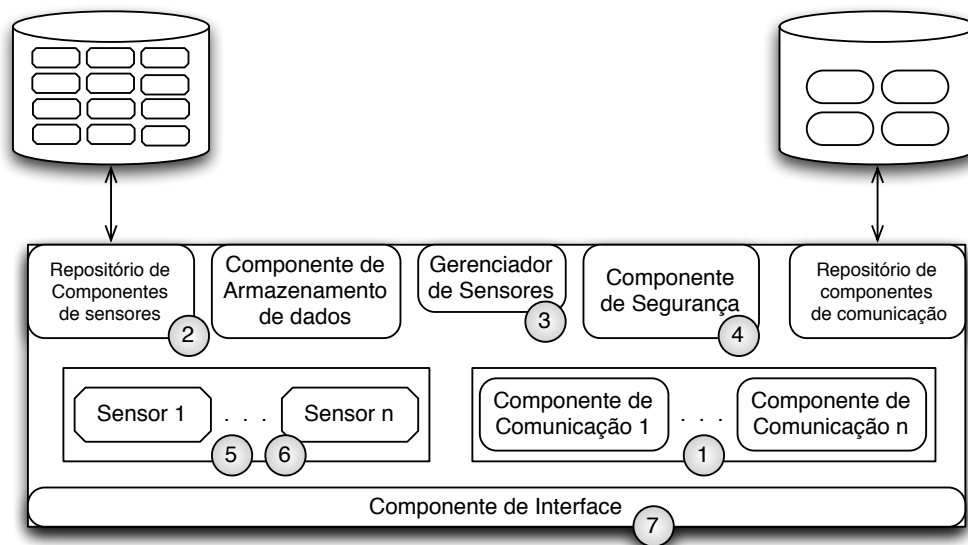 Repositório de
Componentes
de sensores
2
Componente de
Armazenamento
de dados
Gerenciador
de Sensores
3
Componente
de Segurança
4
Repositório de
componentes
de comunicação
Sensor 1
. . .
Sensor n
5
6
Componente de
Comunicação 1
. . .
Componente de
Comunicação n
1
Componente de Interface
7